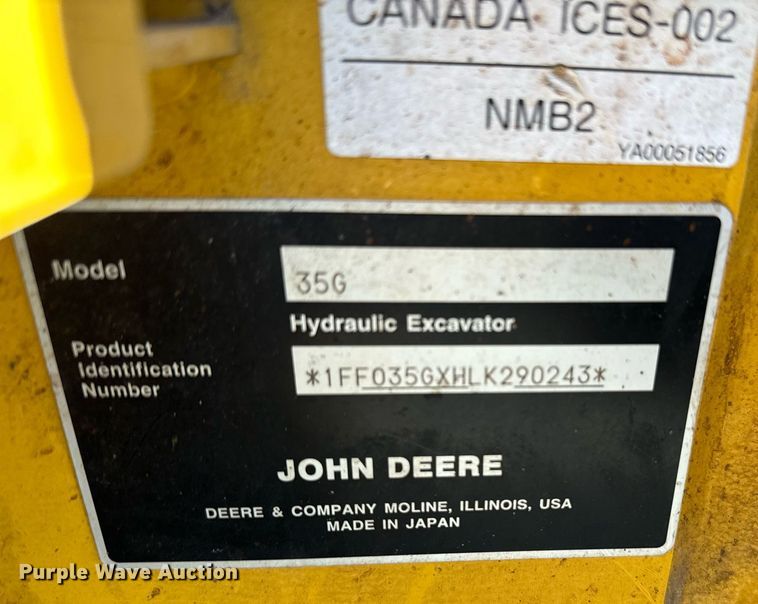 CANADA ICES-002
NMB2
YA00051856
Model
35G
Hydraulic Excavator
Product
Identification
Number
*1FF035GXHLK290243*
JOHN DEERE
DEERE & COMPANY MOLINE, ILLINOIS, USA
MADE IN JAPAN
Purple Wave Auction